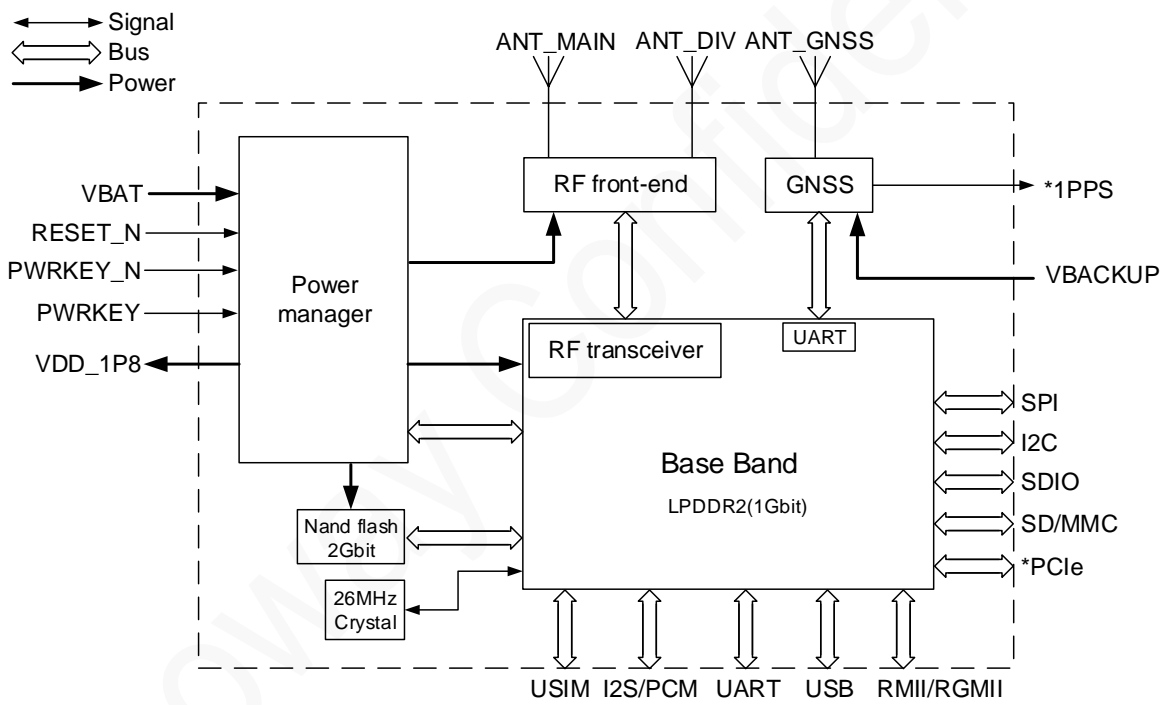 Signal
Bus
Power
ANT_MAIN
ANT_DIV
ANT_GNSS
VBAT
RESET_N
PWRKEY_N
PWRKEY
VDD_1P8
Power
manager
RF front-end
GNSS
*1PPS
VBACKUP
RF transceiver
UART
Base Band
LPDDR2(1Gbit)
SPI
I2C
SDIO
SD/MMC
*PCIe
Nand flash
2Gbit
26MHz
Crystal
USIM
I2S/PCM
UART
USB
RMII/RGMII